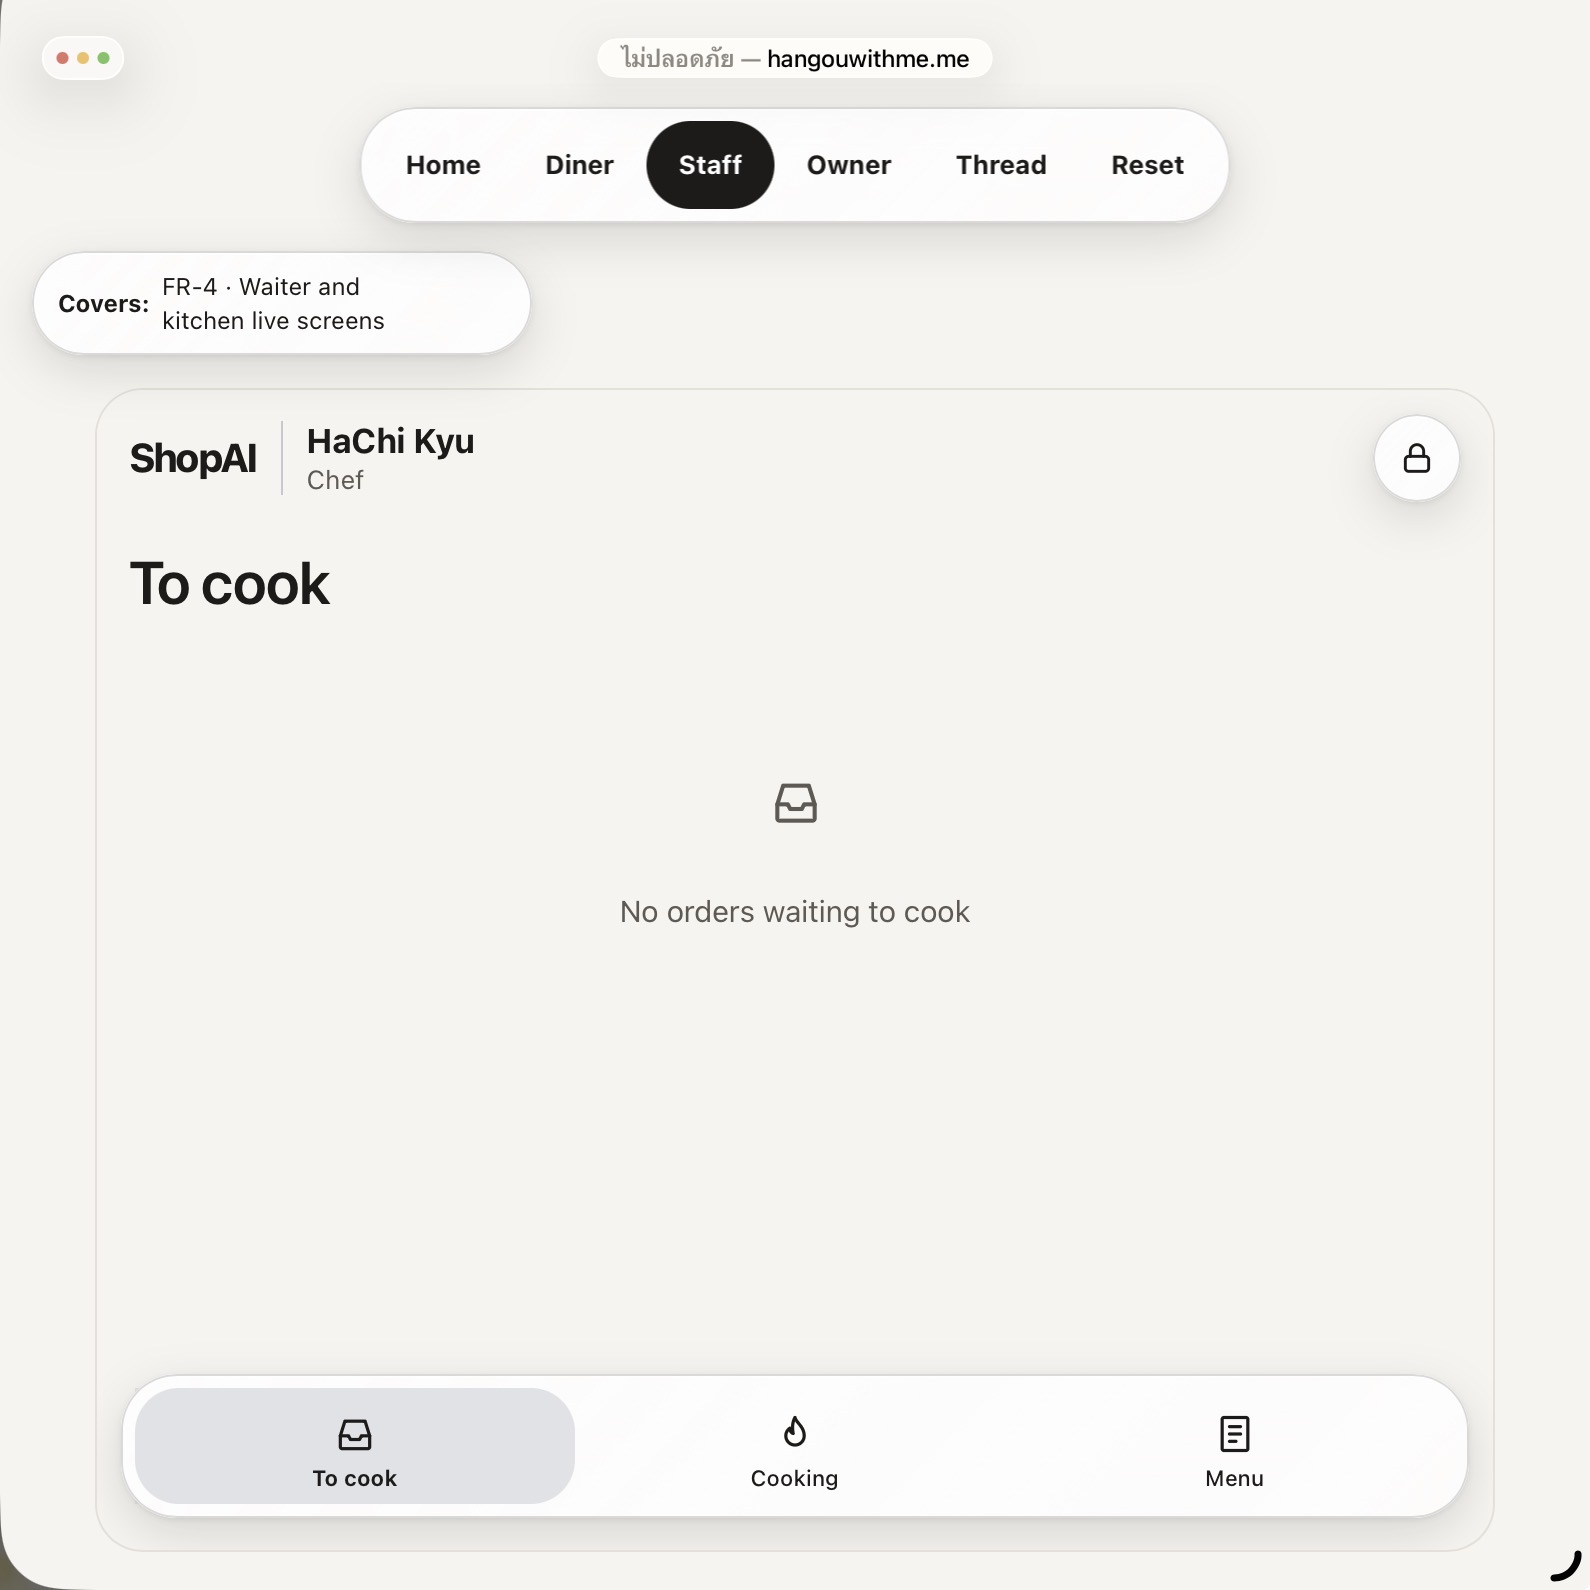 ไม่ปลอดภัย — hangouwithme.me
Home Diner Staff Owner Thread Reset
Covers: FR-4 · Waiter and
kitchen live screens
ShopAI
HaChi Kyu
Chef
To cook
No orders waiting to cook
To cook Cooking Menu